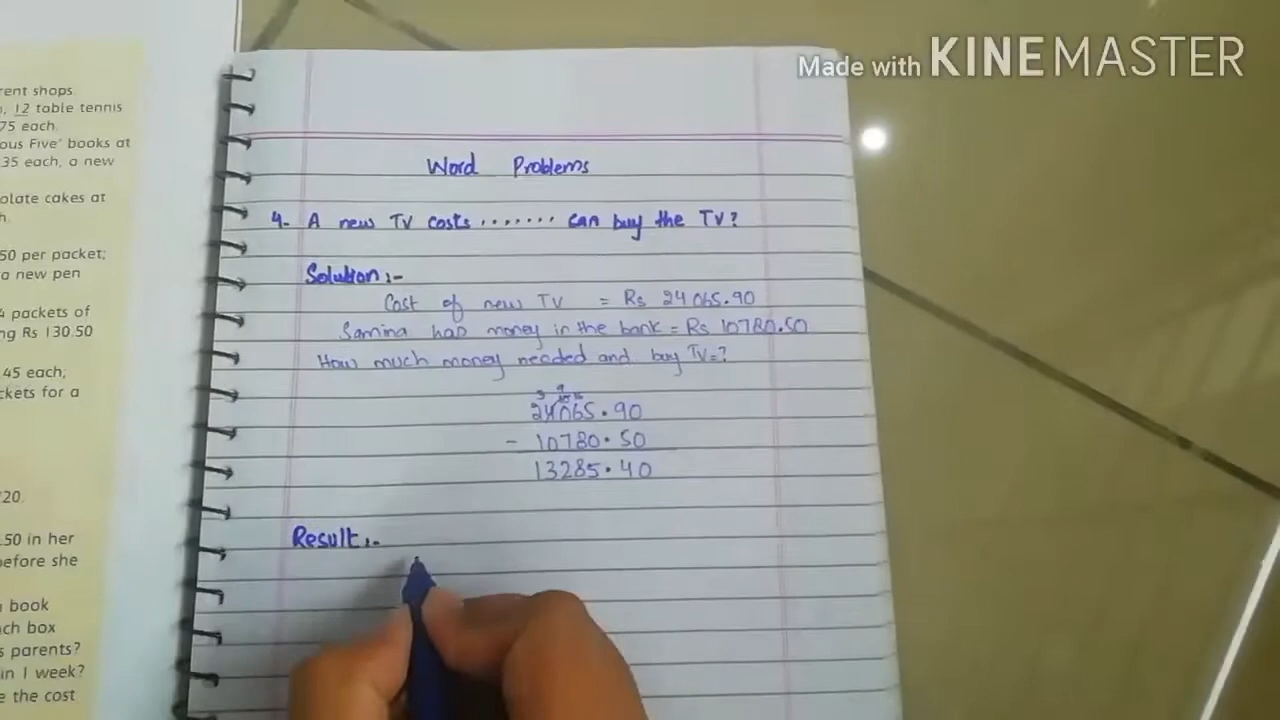 rent shops.
, 12 table tennis
75 each.
ous Five' books at
35 each, a new
olate cakes at
h.
50 per packet;
a new pen
4 packets of
ng Rs 130.50
45 each;
ckets for a
20.
.50 in her
before she
book
ch box
s parents?
in 1 week?
e the cost
Made with KINEMASTER
Word Problems
4- A new TV costs ....... can buy the TV?
Solution:-
Cost of new TV = Rs 24065.90
Samina has money in the bank = Rs 10780.50
How much money needed and buy TV=?
24065.90
- 10780.50
13285.40
Result:-